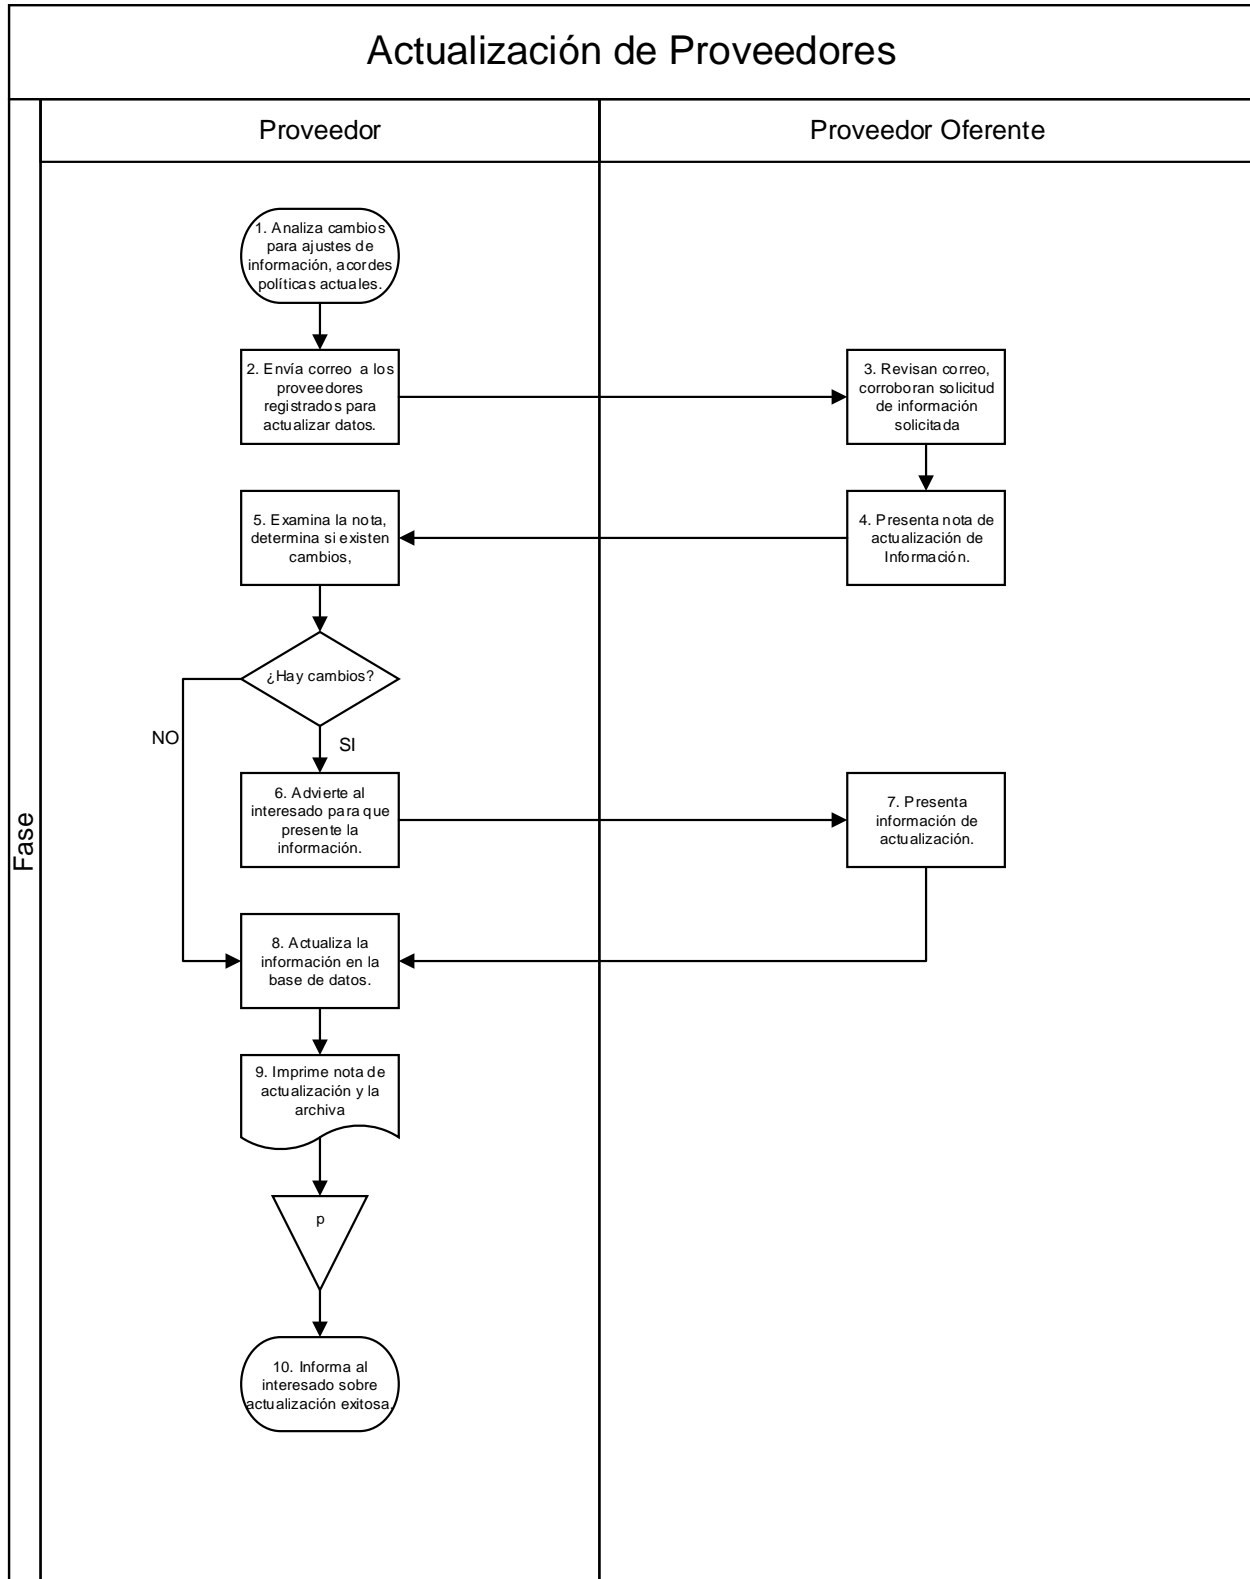 Actualización de Proveedores
Proveedor
Proveedor Oferente
Fase
1. Analiza cambios
para ajustes de
información, acordes
políticas actuales.
2. Envía correo a los
proveedores
registrados para
actualizar datos.
3. Revisan correo,
corroboran solicitud
de información
solicitada
5. Examina la nota,
determina si existen
cambios,
4. Presenta nota de
actualización de
Información.
¿Hay cambios?
NO
SI
6. Advierte al
interesado para que
presente la
información.
7. Presenta
información de
actualización.
8. Actualiza la
información en la
base de datos.
9. Imprime nota de
actualización y la
archiva
p
10. Informa al
interesado sobre
actualización exitosa.